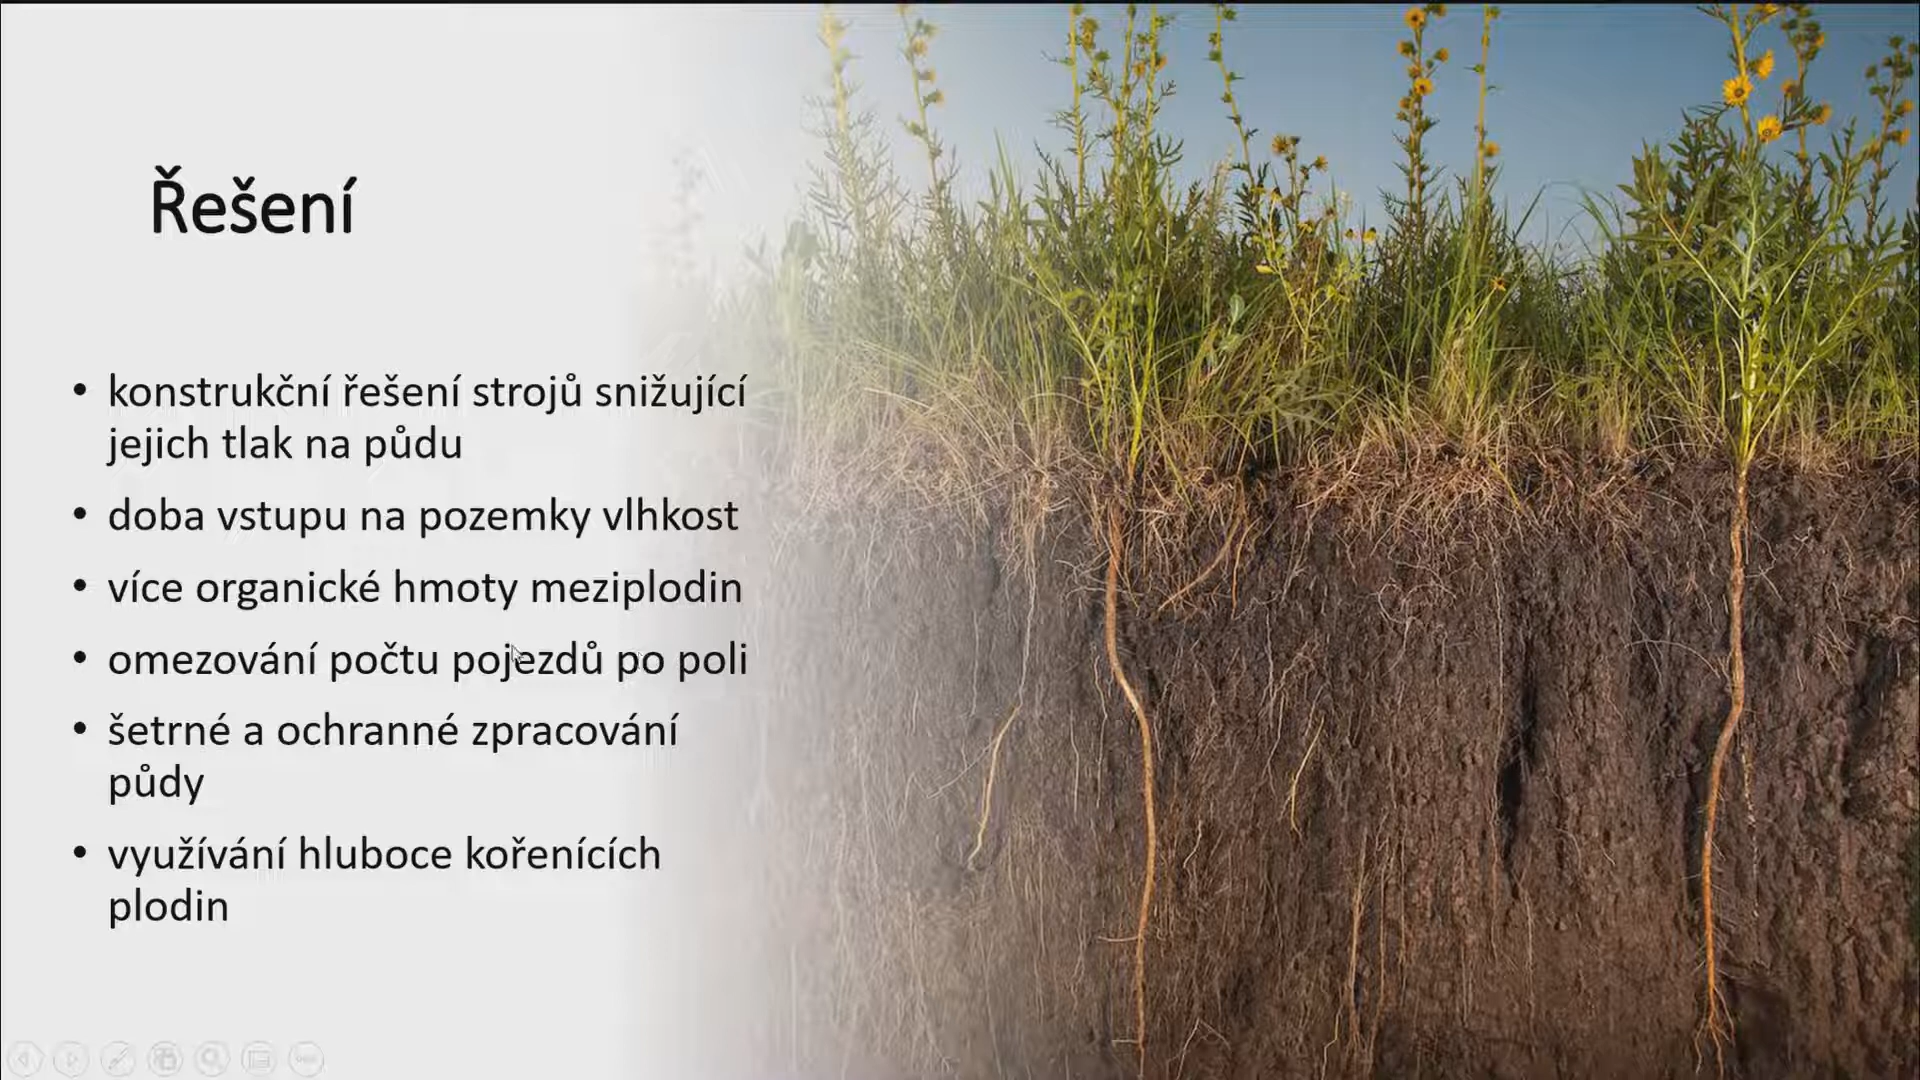 Řešení
• konstrukční řešení strojů snižující
jejich tlak na půdu
• doba vstupu na pozemky vlhkost
• více organické hmoty meziplodin
• omezování počtu pojezdů po poli
• šetrné a ochranné zpracování
půdy
• využívání hluboce kořenících
plodin